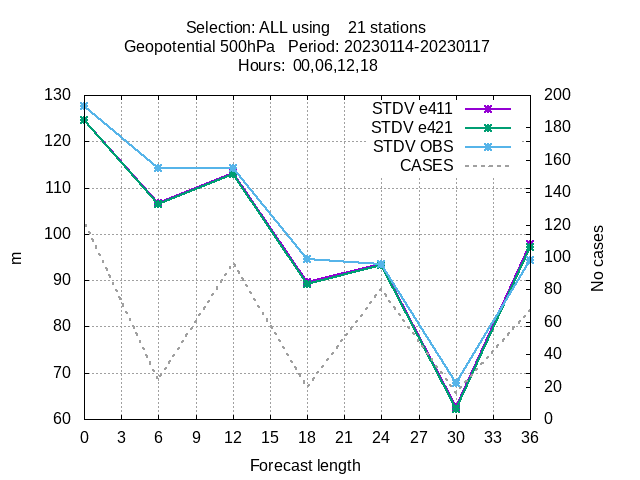 Selection: ALL using 21 stations
Geopotential 500hPa Period: 20230114-20230117
Hours: 00,06,12,18
130
120
110
100
90
80
70
60
m
STDV e411
STDV e421
STDV OBS
CASES
200
180
160
140
120
100
80
60
40
20
0
No cases
0 3 6 9 12 15 18 21 24 27 30 33 36
Forecast length